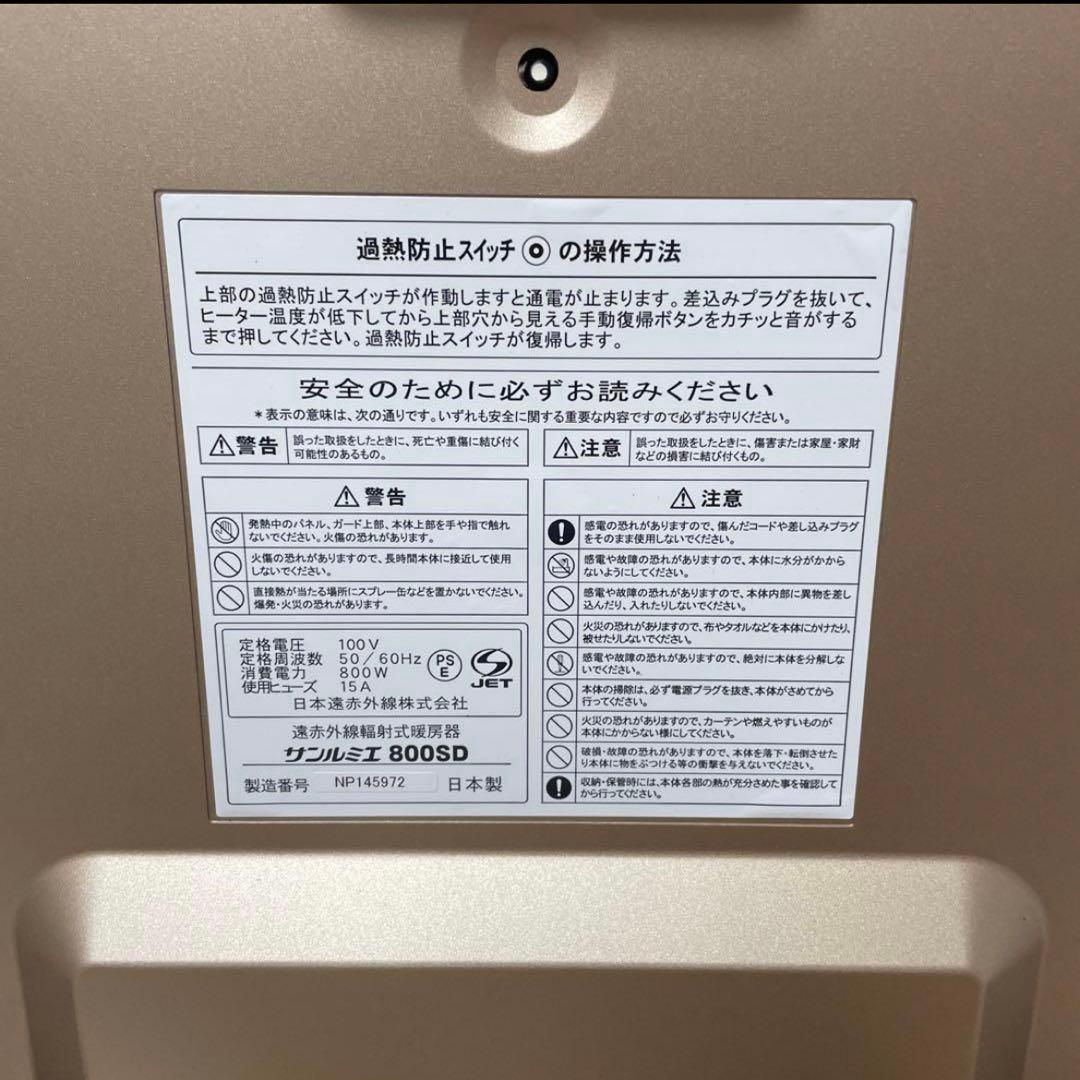 過熱防止スイッチ の操作方法
上部の過熱防止スイッチが作動しますと通電が止まります。差込みプラグを抜いて、
ヒーター温度が低下してから上部穴から見える手動復帰ボタンをカチッと音がする
まで押してください。過熱防止スイッチが復帰します。
安全のために必ずお読みください
*表示の意味は、次の通りです。いずれも安全に関する重要な内容ですので必ずお守りください。
警告
誤った取扱をしたときに、死亡や重傷に結び付く
可能性のあるもの。
注意
誤った取扱をしたときに、傷害または家屋・家財
などの損害に結び付くもの。
警告
発熱中のパネル、ガード上部、本体上部を手や指で触れ
ないでください。火傷の恐れがあります。
火傷の恐れがありますので、長時間本体に接近して使用
しないでください。
直接熱が当たる場所にスプレー缶などを置かないでください。
爆発・火災の恐れがあります。
定格電圧 100V
定格周波数 50/60Hz
消費電力 800W
使用ヒューズ 15A
PS
E
JET
日本遠赤外線株式会社
遠赤外線輻射式暖房器
サンルミエ 800SD
製造番号 NP145972 日本製
注意
感電の恐れがありますので、傷んだコードや差し込みプラグ
をそのまま使用しないでください。
感電や故障の恐れがありますので、本体に水分がかから
ないようにしてください。
感電や故障の恐れがありますので、本体内部に異物を差し
込んだり、入れたりしないでください。
火災の恐れがありますので、布やタオルなどを本体にかけたり、
被せたりしないでください。
感電や故障の恐れがありますので、絶対に本体を分解しな
いでください。
本体の掃除は、必ず電源プラグを抜き、本体がさめてから
行ってください。
火災の恐れがありますので、カーテンや燃えやすいものが
本体にかからない様にしてください。
破損・故障の恐れがありますので、本体を落下・転倒させた
り本体に物をぶつける等の衝撃を与えないでください。
収納・保管時には、本体各部の熱が充分さめた事を確認して
から行ってください。